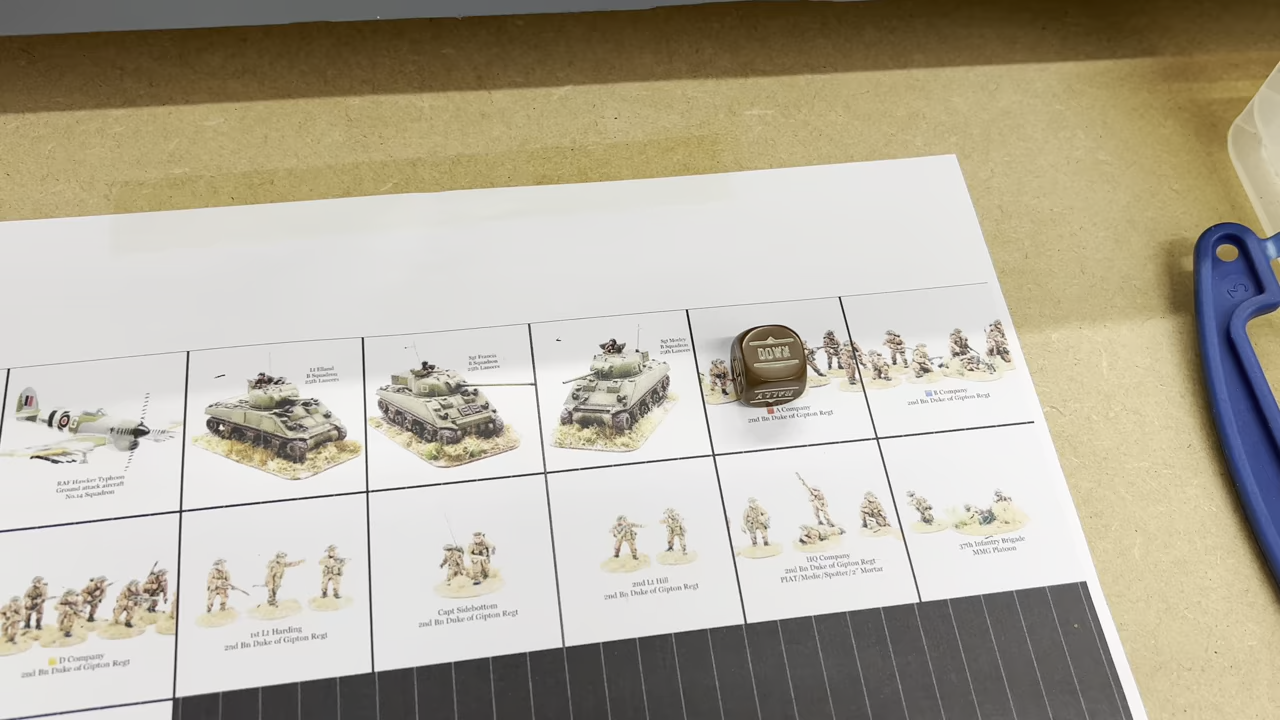 RAF Hawker Typhoon
Ground attack aircraft
No.14 Squadron
Lt Elland
B Squadron
25th Lancers
Sgt Francis
B Squadron
25th Lancers
Sgt Morley
B Squadron
25th Lancers
DOWN
RALLY
A Company
2nd Bn Duke of Gipton Regt
B Company
2nd Bn Duke of Gipton Regt
D Company
2nd Bn Duke of Gipton Regt
1st Lt Harding
2nd Bn Duke of Gipton Regt
Capt Sidebottom
2nd Bn Duke of Gipton Regt
2nd Lt Hill
2nd Bn Duke of Gipton Regt
HQ Company
2nd Bn Duke of Gipton Regt
PIAT/Medic/Spotter/2" Mortar
37th Infantry Brigade
MMG Platoon